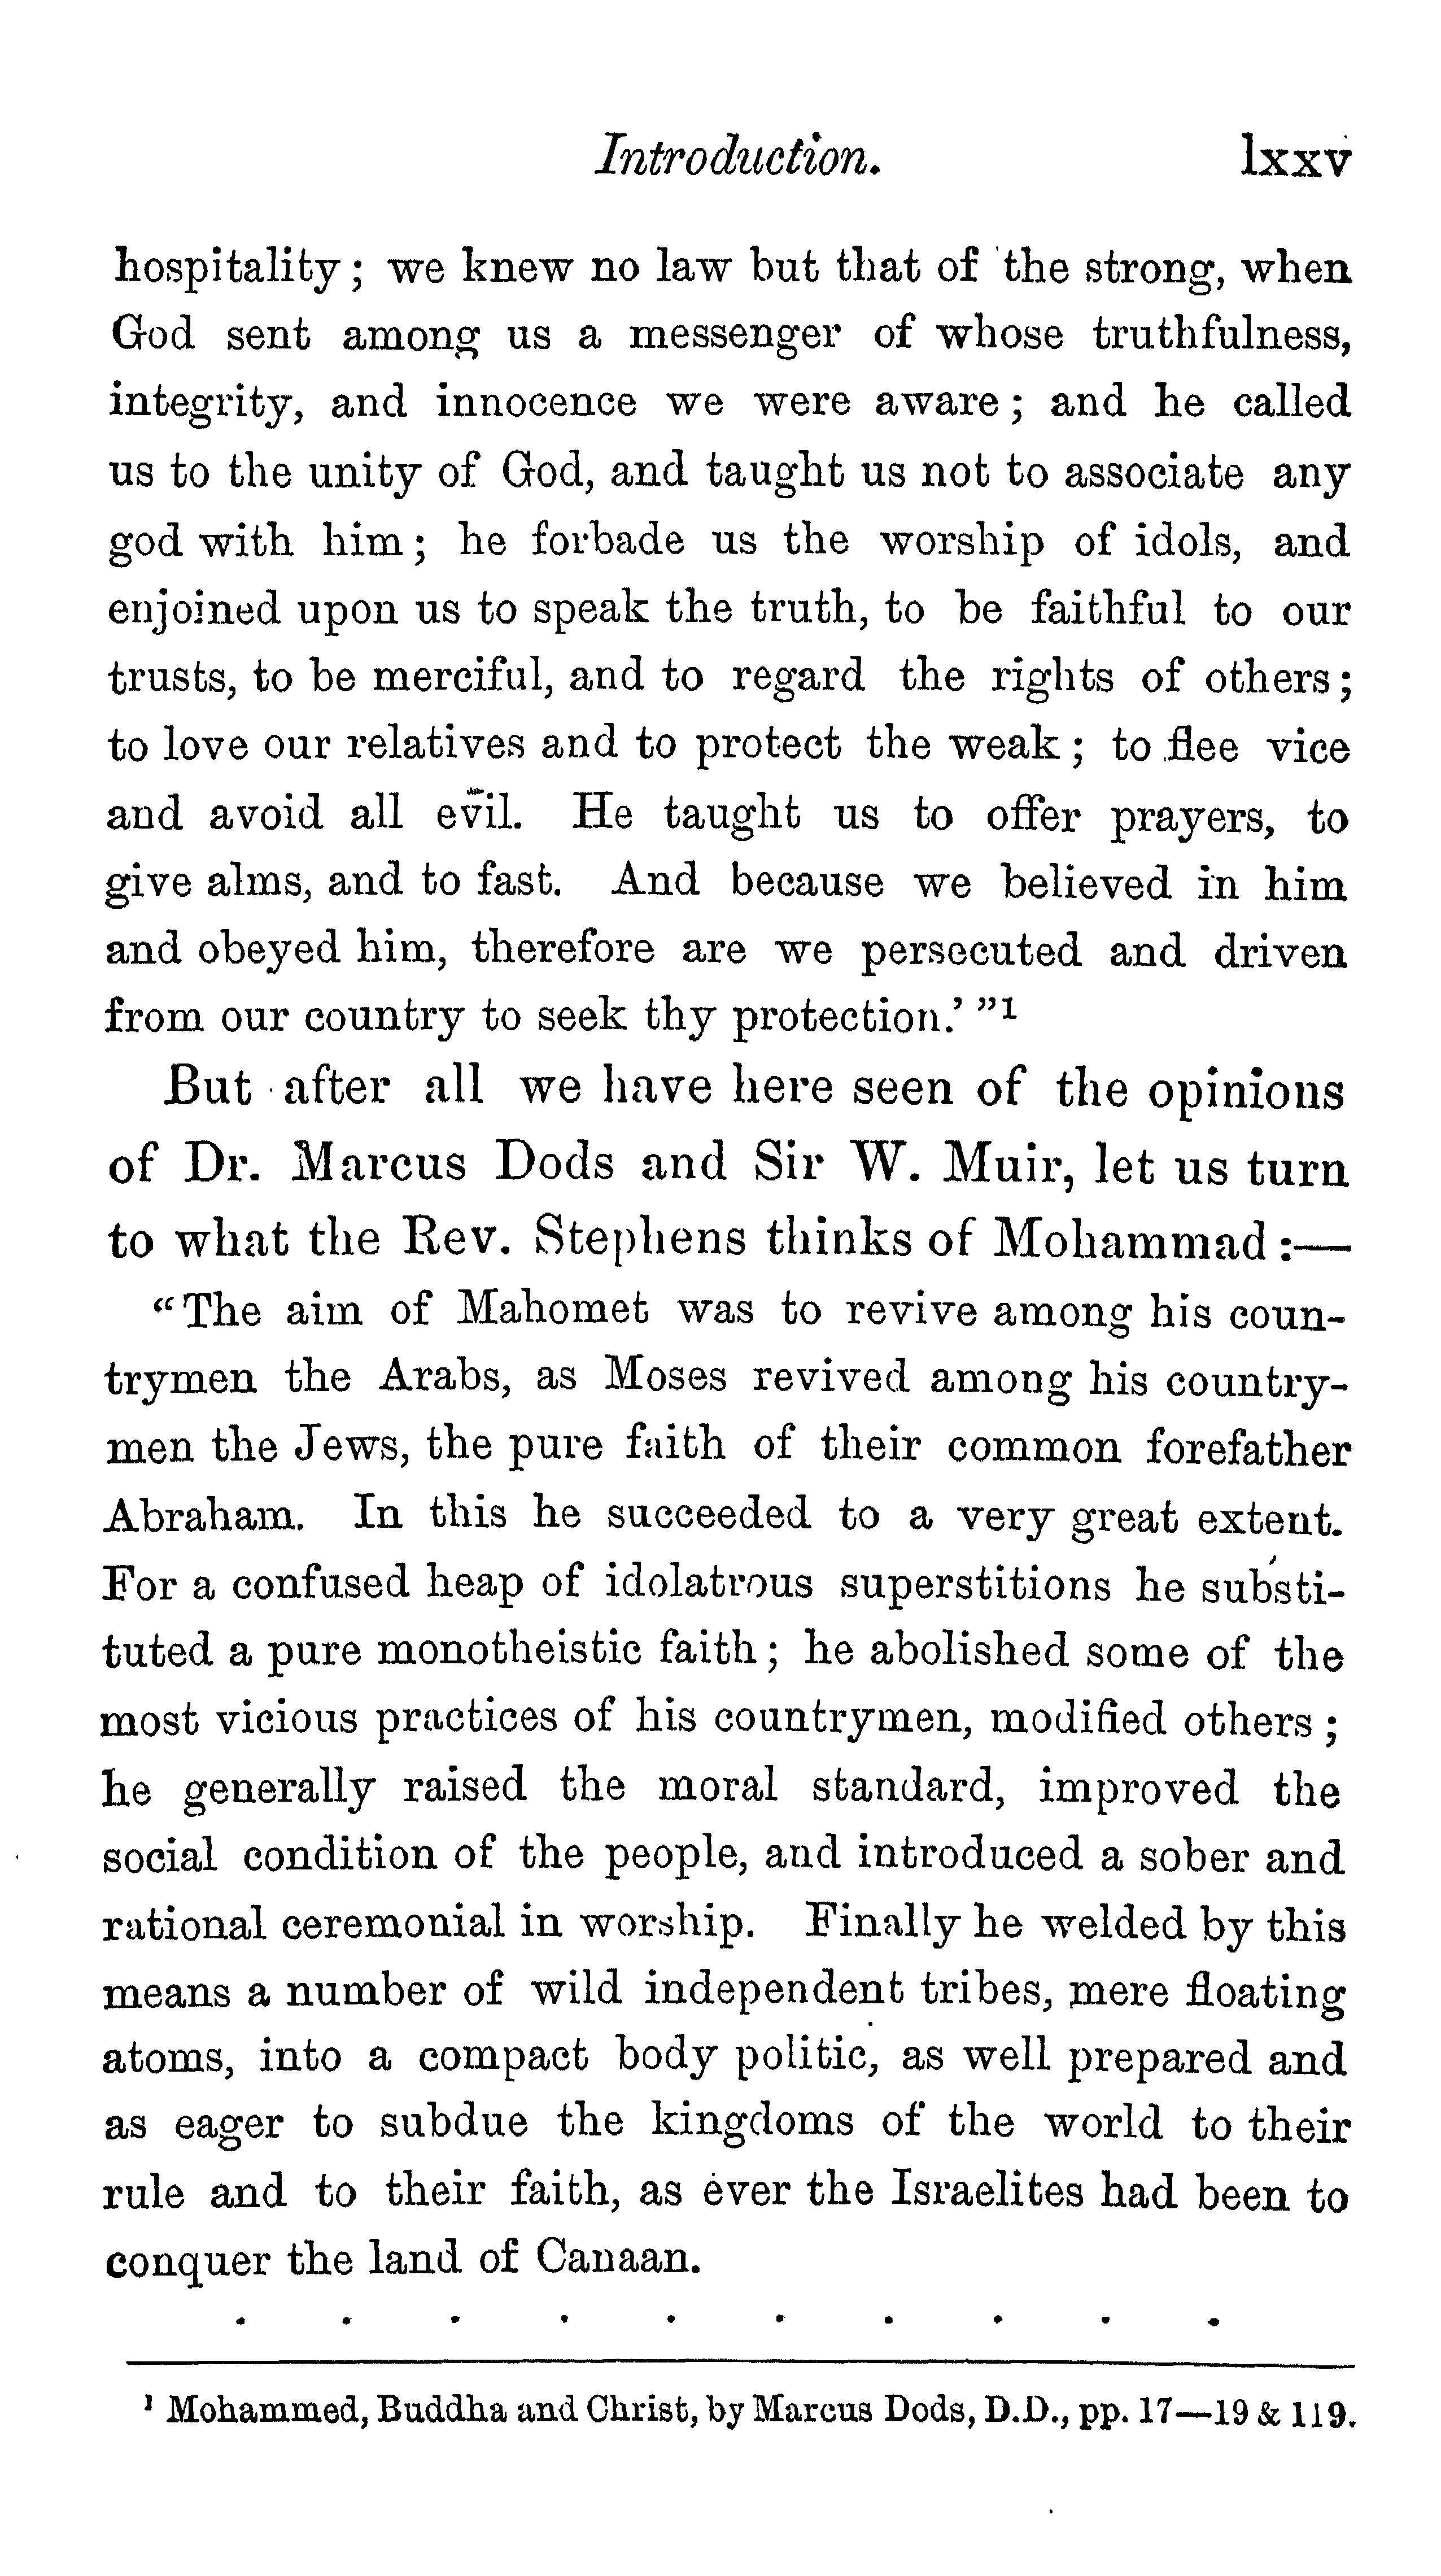 Introduction. lxxv
hospitality; we knew no law but that of the strong, when
God sent among us a messenger of whose truthfulness,
integrity, and innocence we were aware; and he called
us to the unity of God, and taught us not to associate any
god with him; he forbade us the worship of idols, and
enjoined upon us to speak the truth, to be faithful to our
trusts, to be merciful, and to regard the rights of others;
to love our relatives and to protect the weak; to flee vice
and avoid all evil. He taught us to offer prayers, to
give alms, and to fast. And because we believed in him
and obeyed him, therefore are we persecuted and driven
from our country to seek thy protection.’ ”1
But after all we have here seen of the opinions
of Dr. Marcus Dods and Sir W. Muir, let us turn
to what the Rev. Stephens thinks of Mohammad :—
“The aim of Mahomet was to revive among his coun-
trymen the Arabs, as Moses revived among his country-
men the Jews, the pure faith of their common forefather
Abraham. In this he succeeded to a very great extent.
For a confused heap of idolatrous superstitions he substi-
tuted a pure monotheistic faith; he abolished some of the
most vicious practices of his countrymen, modified others;
he generally raised the moral standard, improved the
social condition of the people, and introduced a sober and
rational ceremonial in worship. Finally he welded by this
means a number of wild independent tribes, mere floating
atoms, into a compact body politic, as well prepared and
as eager to subdue the kingdoms of the world to their
rule and to their faith, as ever the Israelites had been to
conquer the land of Canaan.
. . . . . . . . . .
1 Mohammed, Buddha and Christ, by Marcus Dods, D.D., pp. 17—19 & 119.